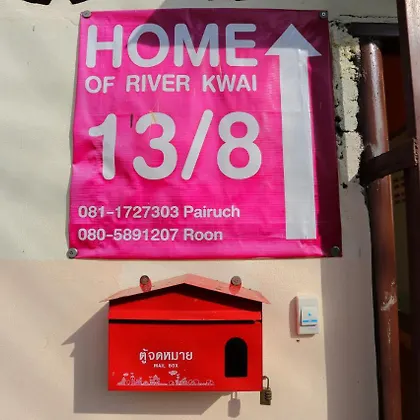 HOME
OF RIVER KWAI
13/8
081-1727303 Pairuch
080-5891207 Roon
ตู้จดหมาย
MAIL BOX